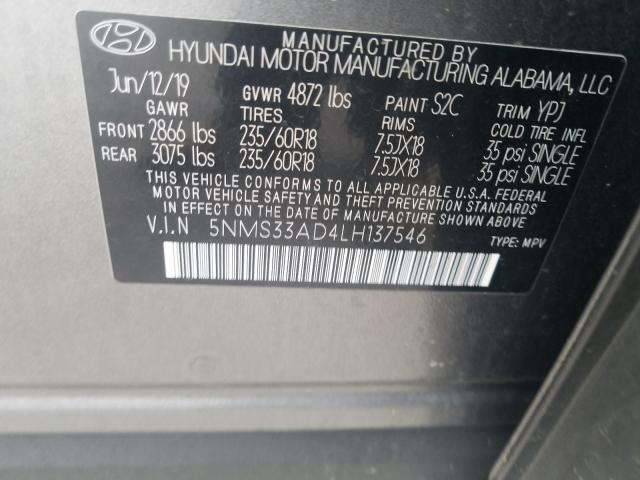 MANUFACTURED BY
HYUNDAI MOTOR MANUFACTURING ALABAMA, LLC
Jun/12/19 GVWR 4872 lbs PAINT S2C TRIM YPJ
GAWR TIRES RIMS COLD TIRE INFL
FRONT 2866 lbs 235/60R18 7.5JX18 35 psi SINGLE
REAR 3075 lbs 235/60R18 7.5JX18 35 psi SINGLE
THIS VEHICLE CONFORMS TO ALL APPLICABLE U.S.A. FEDERAL
MOTOR VEHICLE SAFETY AND THEFT PREVENTION STANDARDS
IN EFFECT ON THE DATE OF MANUFACTURE SHOWN ABOVE.
V.I.N 5NMS33AD4LH137546 TYPE: MPV